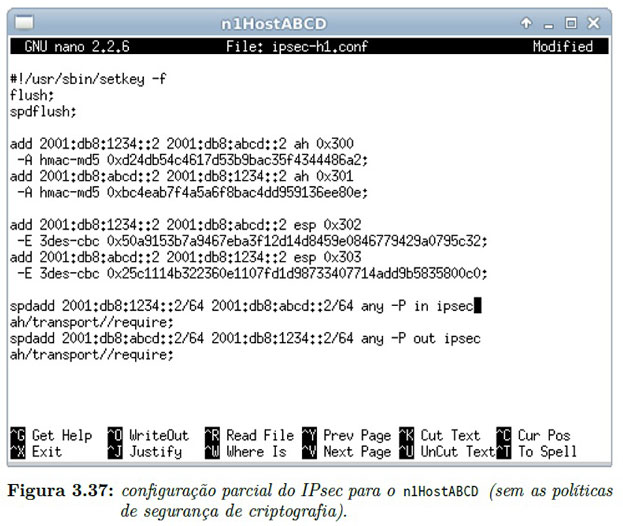 n1HostABCD
GNU nano 2.2.6 File: ipsec-h1.conf Modified
#!/usr/sbin/setkey -f
flush;
spdflush;
add 2001:db8:1234::2 2001:db8:abcd::2 ah 0x300
-A hmac-md5 0xd24db54c4617d53b9bac35f4344486a2;
add 2001:db8:abcd::2 2001:db8:1234::2 ah 0x301
-A hmac-md5 0xbc4eab7f4a5a6f8bac4dd959136ee80e;
add 2001:db8:1234::2 2001:db8:abcd::2 esp 0x302
-E 3des-cbc 0x50a9153b7a9467eba3f12d14d8459e0846779429a0795c32;
add 2001:db8:abcd::2 2001:db8:1234::2 esp 0x303
-E 3des-cbc 0x25c1114b322360e1107fd1d98733407714add9b5835800c0;
spdadd 2001:db8:1234::2/64 2001:db8:abcd::2/64 any -P in ipsec
ah/transport//require;
spdadd 2001:db8:abcd::2/64 2001:db8:1234::2/64 any -P out ipsec
ah/transport//require;
^G Get Help ^O WriteOut ^R Read File ^Y Prev Page ^K Cut Text ^C Cur Pos
^X Exit ^J Justify ^W Where Is ^V Next Page ^U UnCut Text ^T To Spell
Figura 3.37: configuração parcial do IPsec para o n1HostABCD (sem as políticas
de segurança de criptografia).